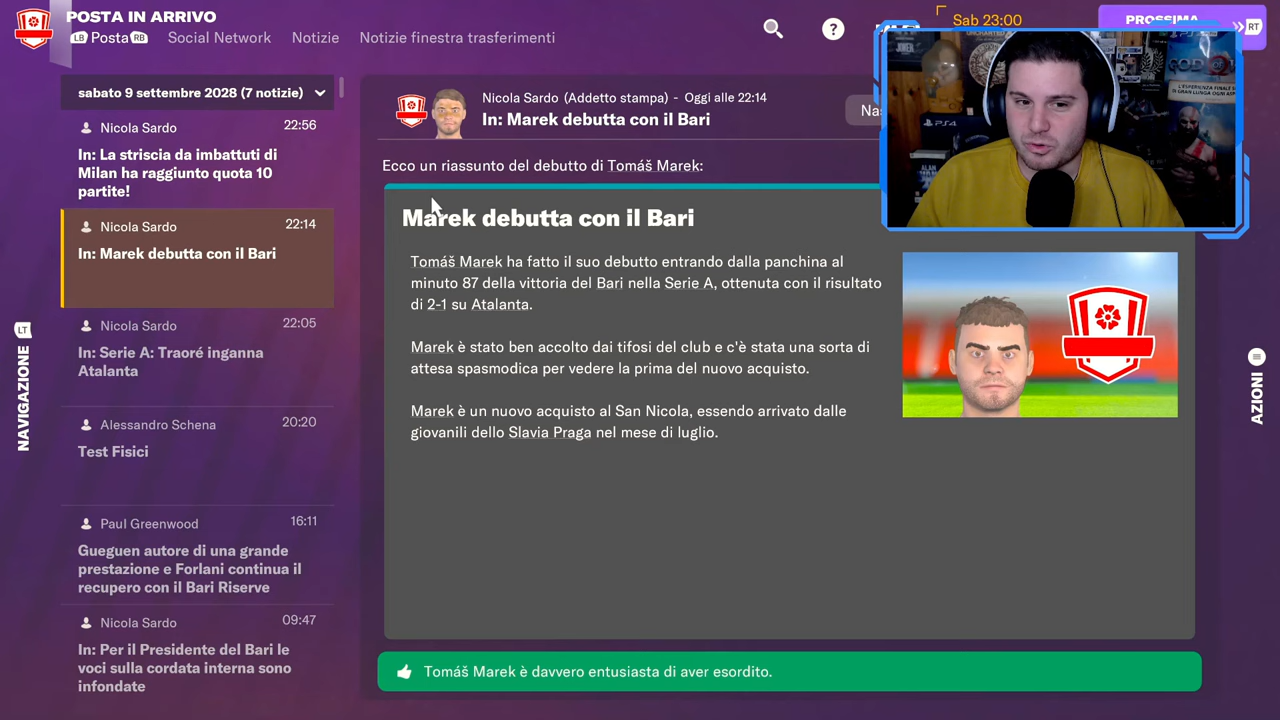 POSTA IN ARRIVO
LB Posta RB Social Network Notizie Notizie finestra trasferimenti
?
Sab 23:00
PROSSIMA
RT
sabato 9 settembre 2028 (7 notizie)
Nicola Sardo 22:56
In: La striscia da imbattuti di
Milan ha raggiunto quota 10
partite!
Nicola Sardo 22:14
In: Marek debutta con il Bari
Nicola Sardo 22:05
In: Serie A: Traoré inganna
Atalanta
Alessandro Schena 20:20
Test Fisici
Paul Greenwood 16:11
Gueguen autore di una grande
prestazione e Forlani continua il
recupero con il Bari Riserve
Nicola Sardo 09:47
In: Per il Presidente del Bari le
voci sulla cordata interna sono
infondate
LT
NAVIGAZIONE
Nicola Sardo (Addetto stampa) - Oggi alle 22:14
In: Marek debutta con il Bari
Ecco un riassunto del debutto di Tomáš Marek:
Marek debutta con il Bari
Tomáš Marek ha fatto il suo debutto entrando dalla panchina al
minuto 87 della vittoria del Bari nella Serie A, ottenuta con il risultato
di 2-1 su Atalanta.
Marek è stato ben accolto dai tifosi del club e c'è stata una sorta di
attesa spasmodica per vedere la prima del nuovo acquisto.
Marek è un nuovo acquisto al San Nicola, essendo arrivato dalle
giovanili dello Slavia Praga nel mese di luglio.
Tomáš Marek è davvero entusiasta di aver esordito.
AZIONI
UNCHARTED
PS4